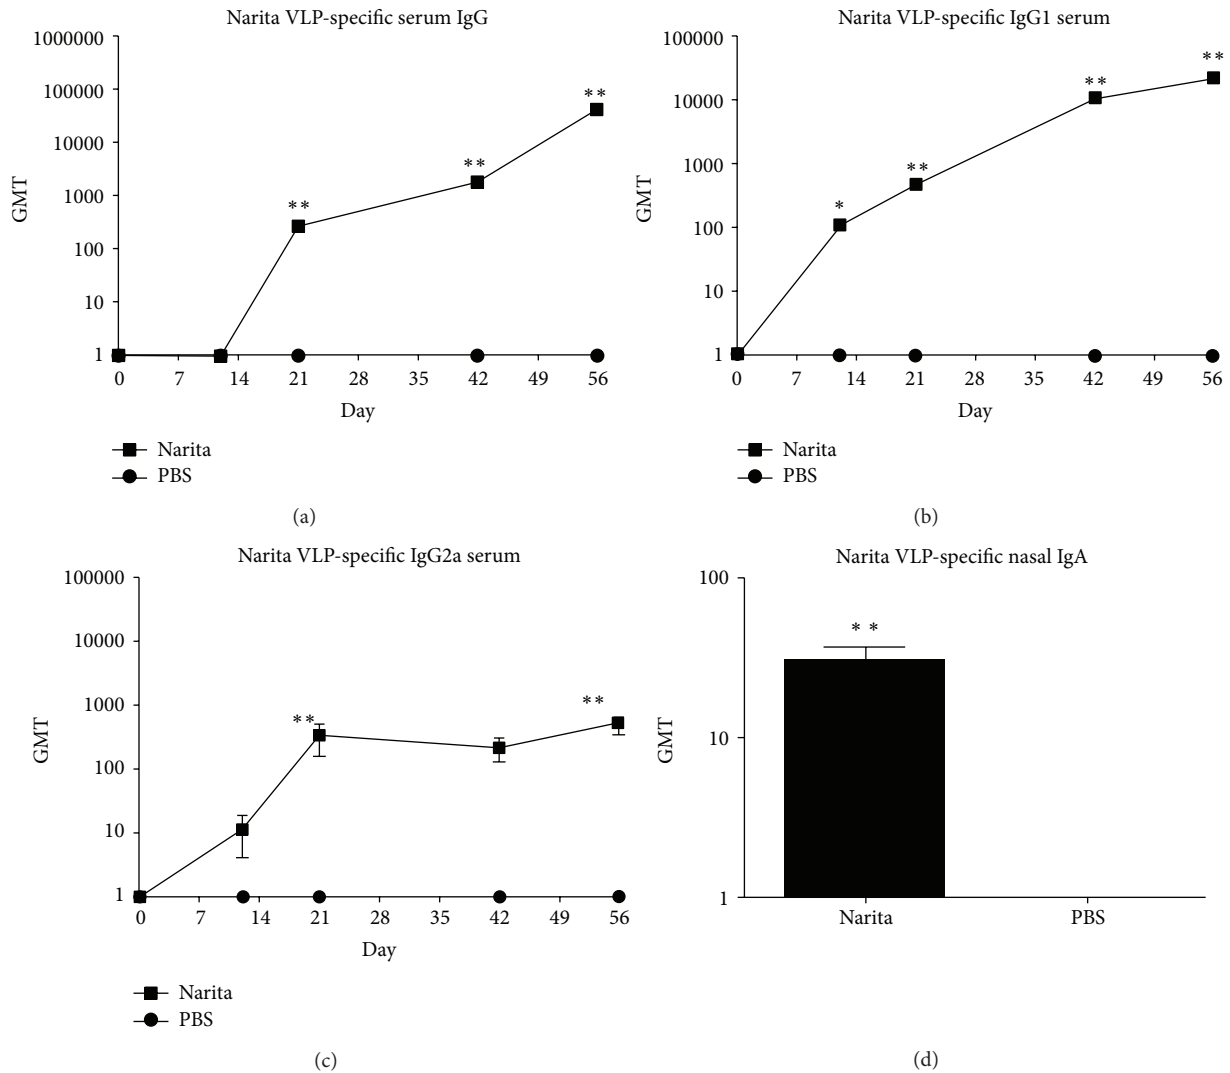 Narita VLP-specific serum IgG
1000000
100000
10000
1000
100
10
1
GMT
**
**
**
0 7 14 21 28 35 42 49 56
Day
Narita
PBS
(a)
Narita VLP-specific IgG1 serum
100000
10000
1000
100
10
1
GMT
*
**
**
**
0 7 14 21 28 35 42 49 56
Day
Narita
PBS
(b)
Narita VLP-specific IgG2a serum
100000
10000
1000
100
10
1
GMT
**
**
0 7 14 21 28 35 42 49 56
Day
Narita
PBS
(c)
Narita VLP-specific nasal IgA
100
10
1
GMT
* *
Narita PBS
(d)